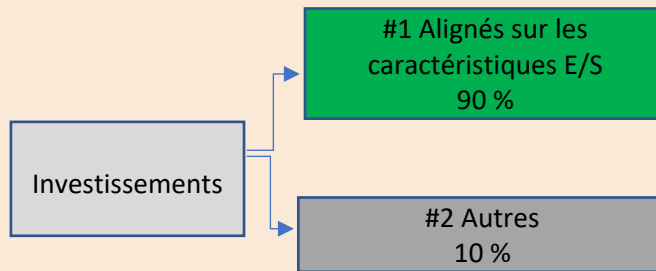 #1 Alignés sur les
caractéristiques E/S
90 %
Investissements
#2 Autres
10 %